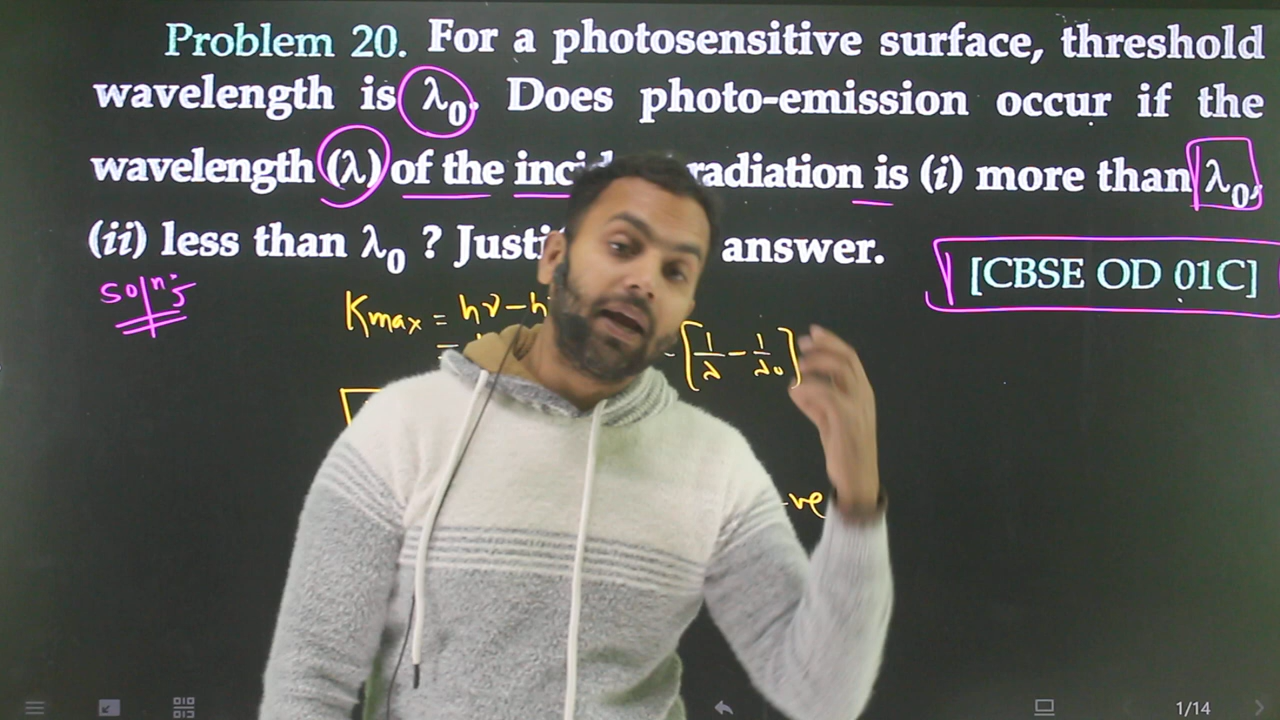 Problem 20. For a photosensitive surface, threshold
wavelength is λ₀. Does photo-emission occur if the
wavelength (λ) of the radiation is (i) more than λ₀,
(ii) less than λ₀ ? answer.
[CBSE OD 01C]
Solⁿ:
Kmax = hν - h
[1/λ - 1/λ₀]
-ve
1/14